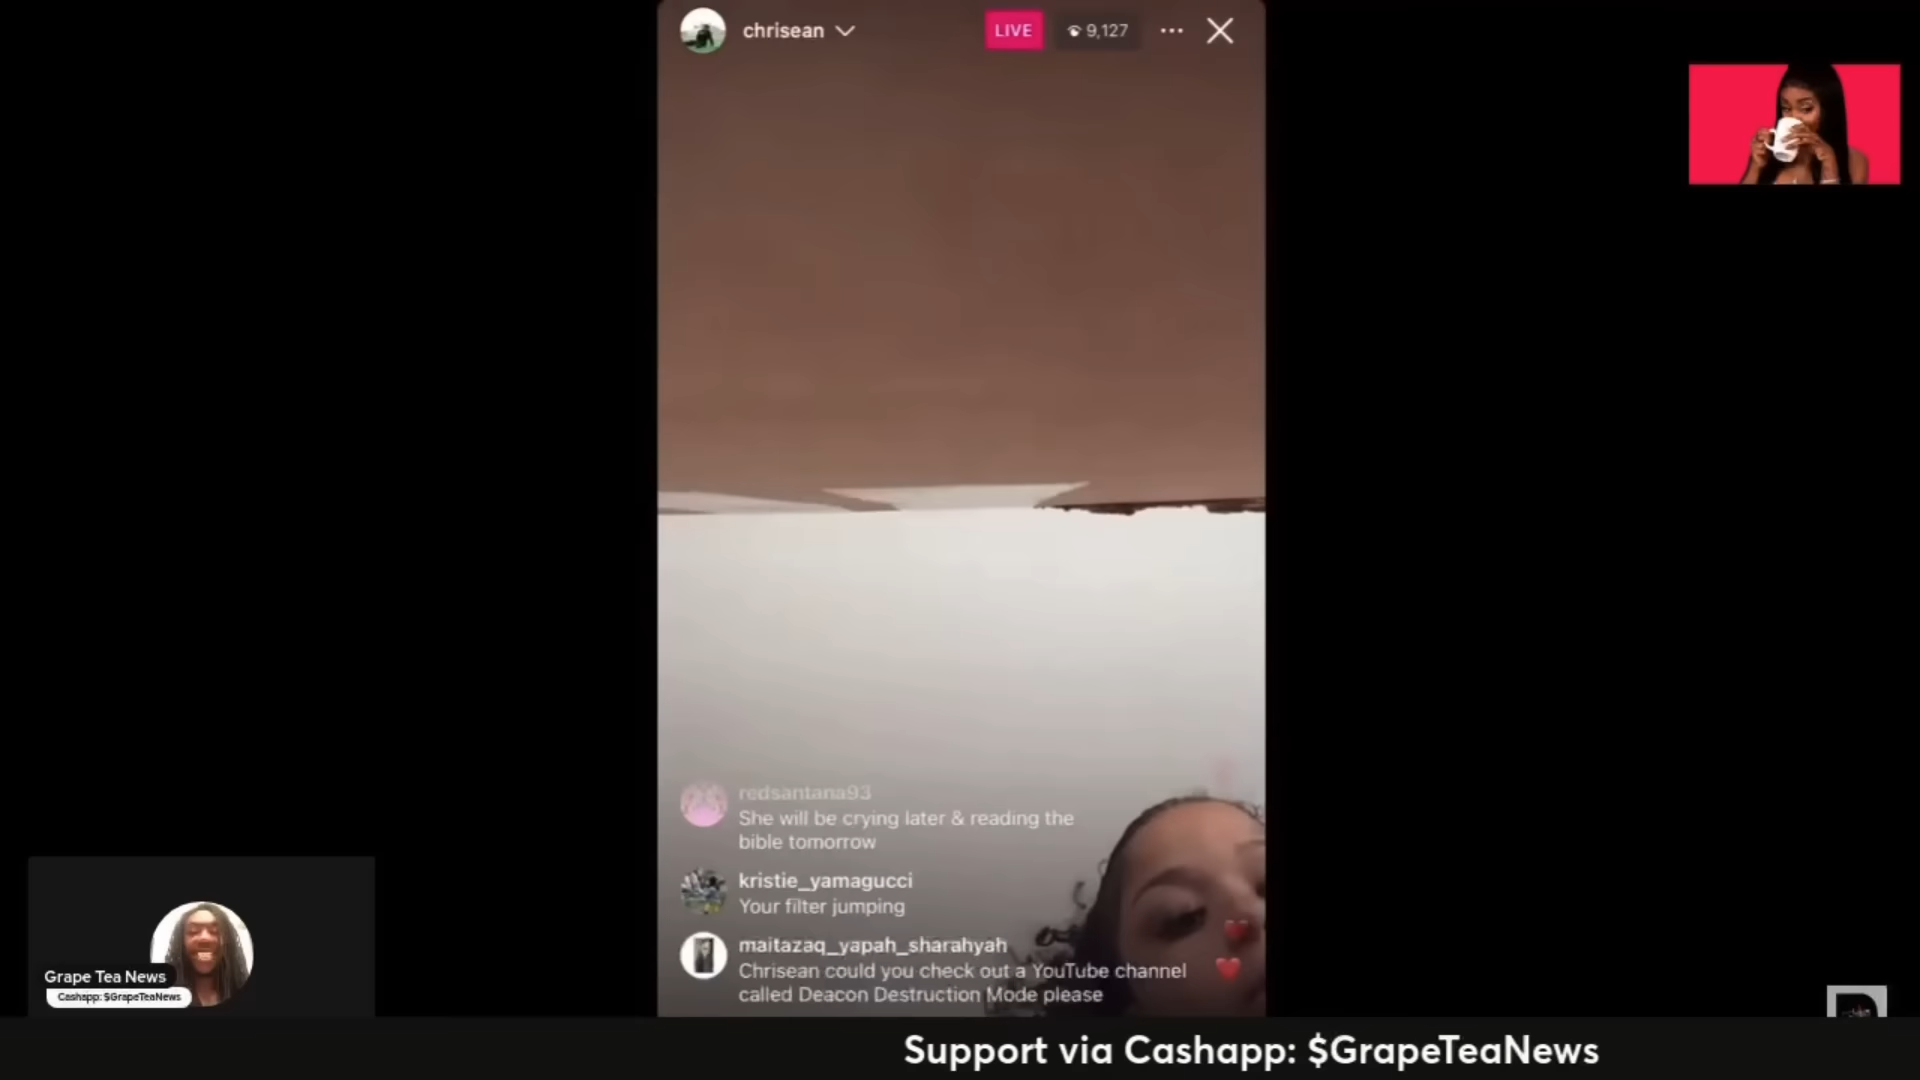 chrisean
LIVE
9,127
redsantana93
She will be crying later & reading the
bible tomorrow
kristie_yamagucci
Your filter jumping
maitazaq_yapah_sharahyah
Chrisean could you check out a YouTube channel
called Deacon Destruction Mode please
Grape Tea News
Cashapp: $GrapeTeaNews
Support via Cashapp: $GrapeTeaNews